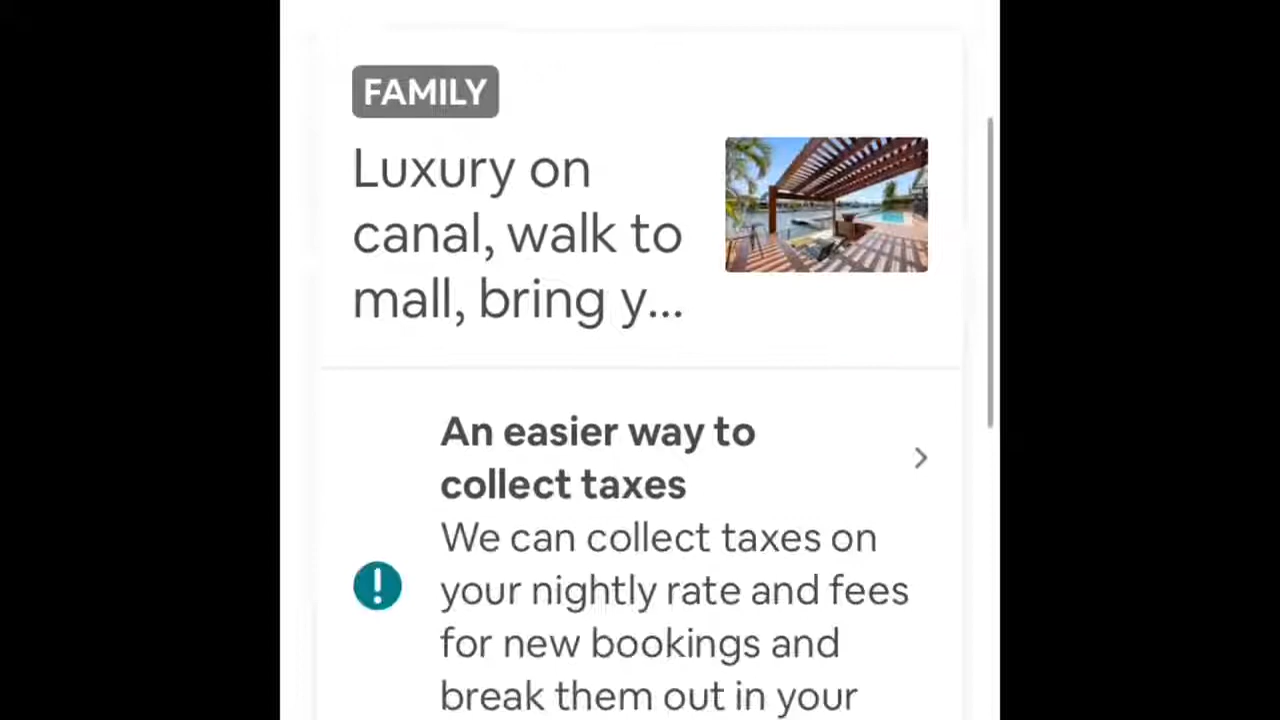 FAMILY
Luxury on
canal, walk to
mall, bring y...
An easier way to
collect taxes
We can collect taxes on
your nightly rate and fees
for new bookings and
break them out in your